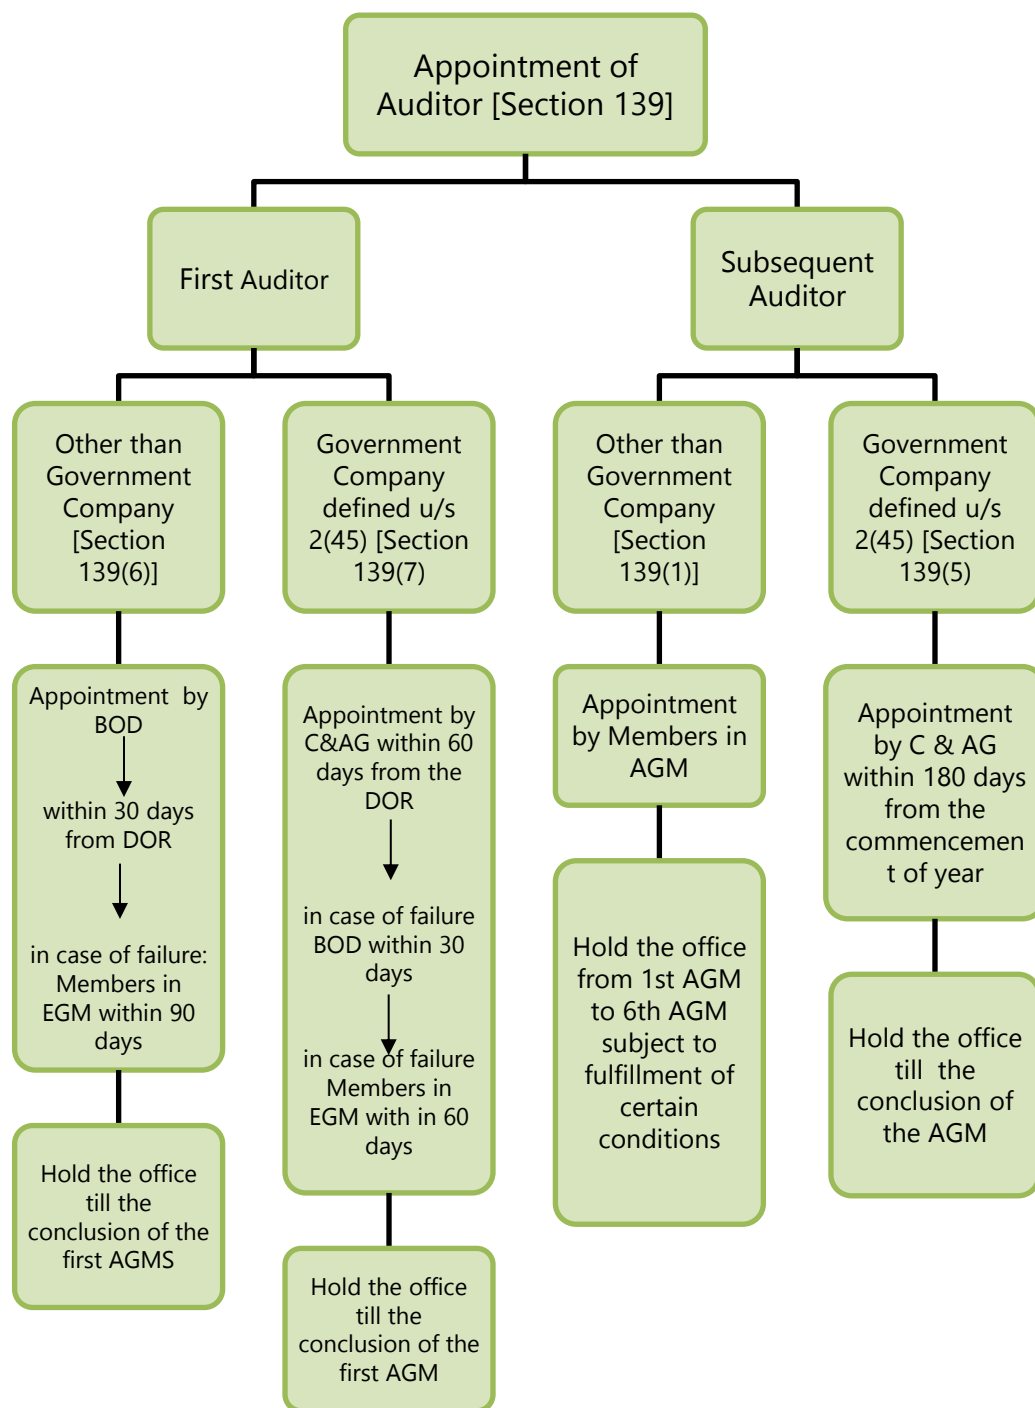 Appointment of
Auditor [Section 139]
First Auditor
Subsequent
Auditor
Other than
Government
Company
[Section
139(6)]
Government
Company
defined u/s
2(45) [Section
139(7)
Other than
Government
Company
[Section
139(1)]
Government
Company
defined u/s
2(45) [Section
139(5)
Appointment by
BOD
within 30 days
from DOR
in case of failure:
Members in
EGM within 90
days
Appointment by
C&AG within 60
days from the
DOR
in case of failure
BOD within 30
days
in case of failure
Members in
EGM with in 60
days
Appointment
by Members in
AGM
Appointment
by C & AG
within 180 days
from the
commencemen
t of year
Hold the office
till the
conclusion of the
first AGMS
Hold the office
till the
conclusion of the
first AGM
Hold the office
from 1st AGM
to 6th AGM
subject to
fulfillment of
certain
conditions
Hold the office
till the
conclusion of
the AGM